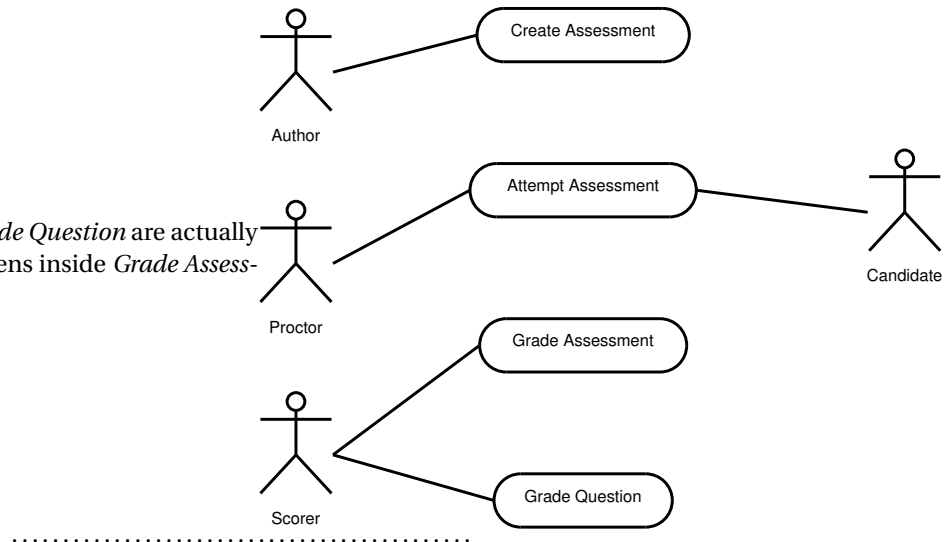 Create Assessment
Author
Attempt Assessment
de Question are actually
ens inside Grade Assess-
Candidate
Proctor
Grade Assessment
Grade Question
Scorer